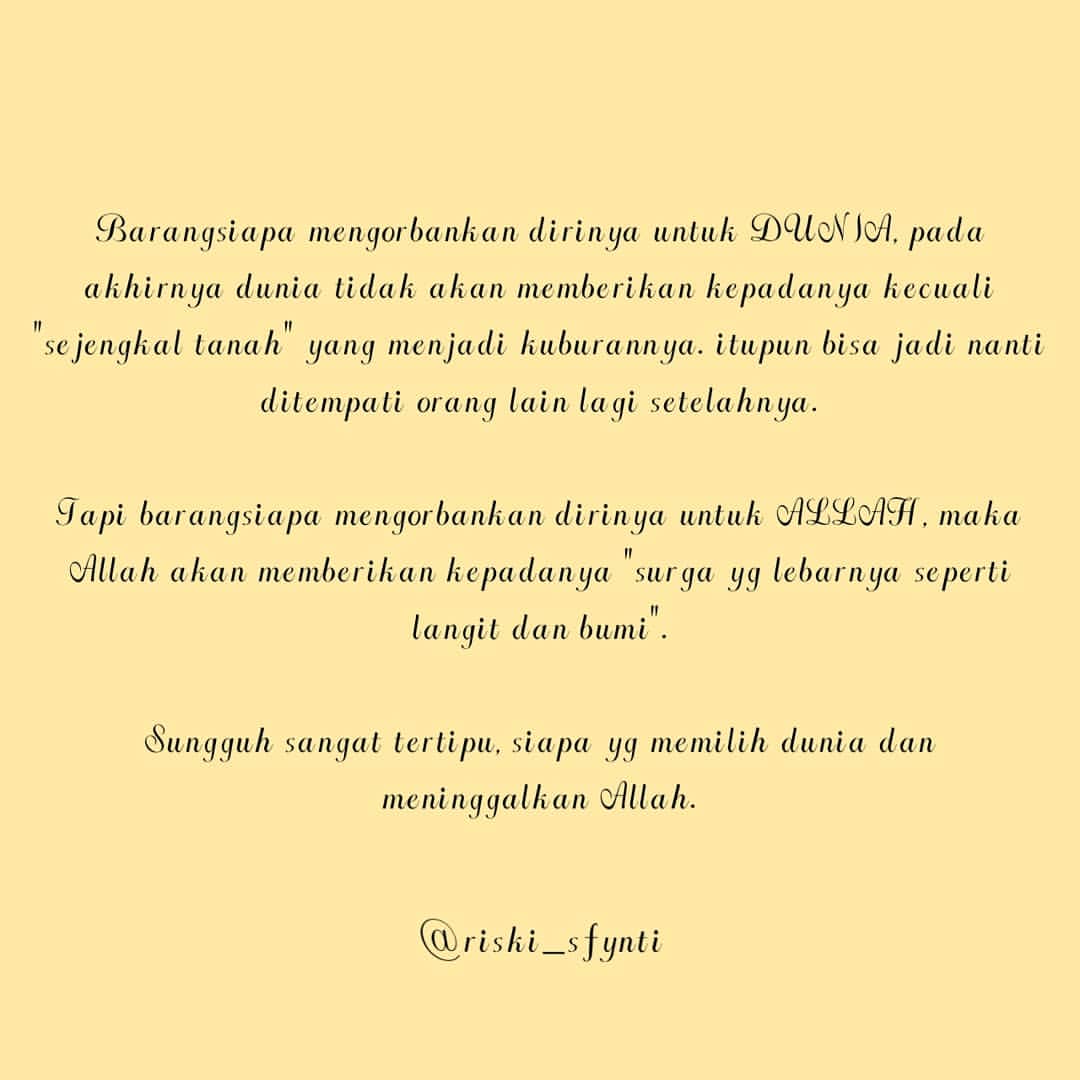 Barangsiapa mengorbankan dirinya untuk DUNIA, pada
akhirnya dunia tidak akan memberikan kepadanya kecuali
"sejengkal tanah" yang menjadi kuburannya. itupun bisa jadi nanti
ditempati orang lain lagi setelahnya.
Tapi barangsiapa mengorbankan dirinya untuk ALLAH, maka
Allah akan memberikan kepadanya "surga yg lebarnya seperti
langit dan bumi".
Sungguh sangat tertipu, siapa yg memilih dunia dan
meninggalkan Allah.
@riski_sfynti